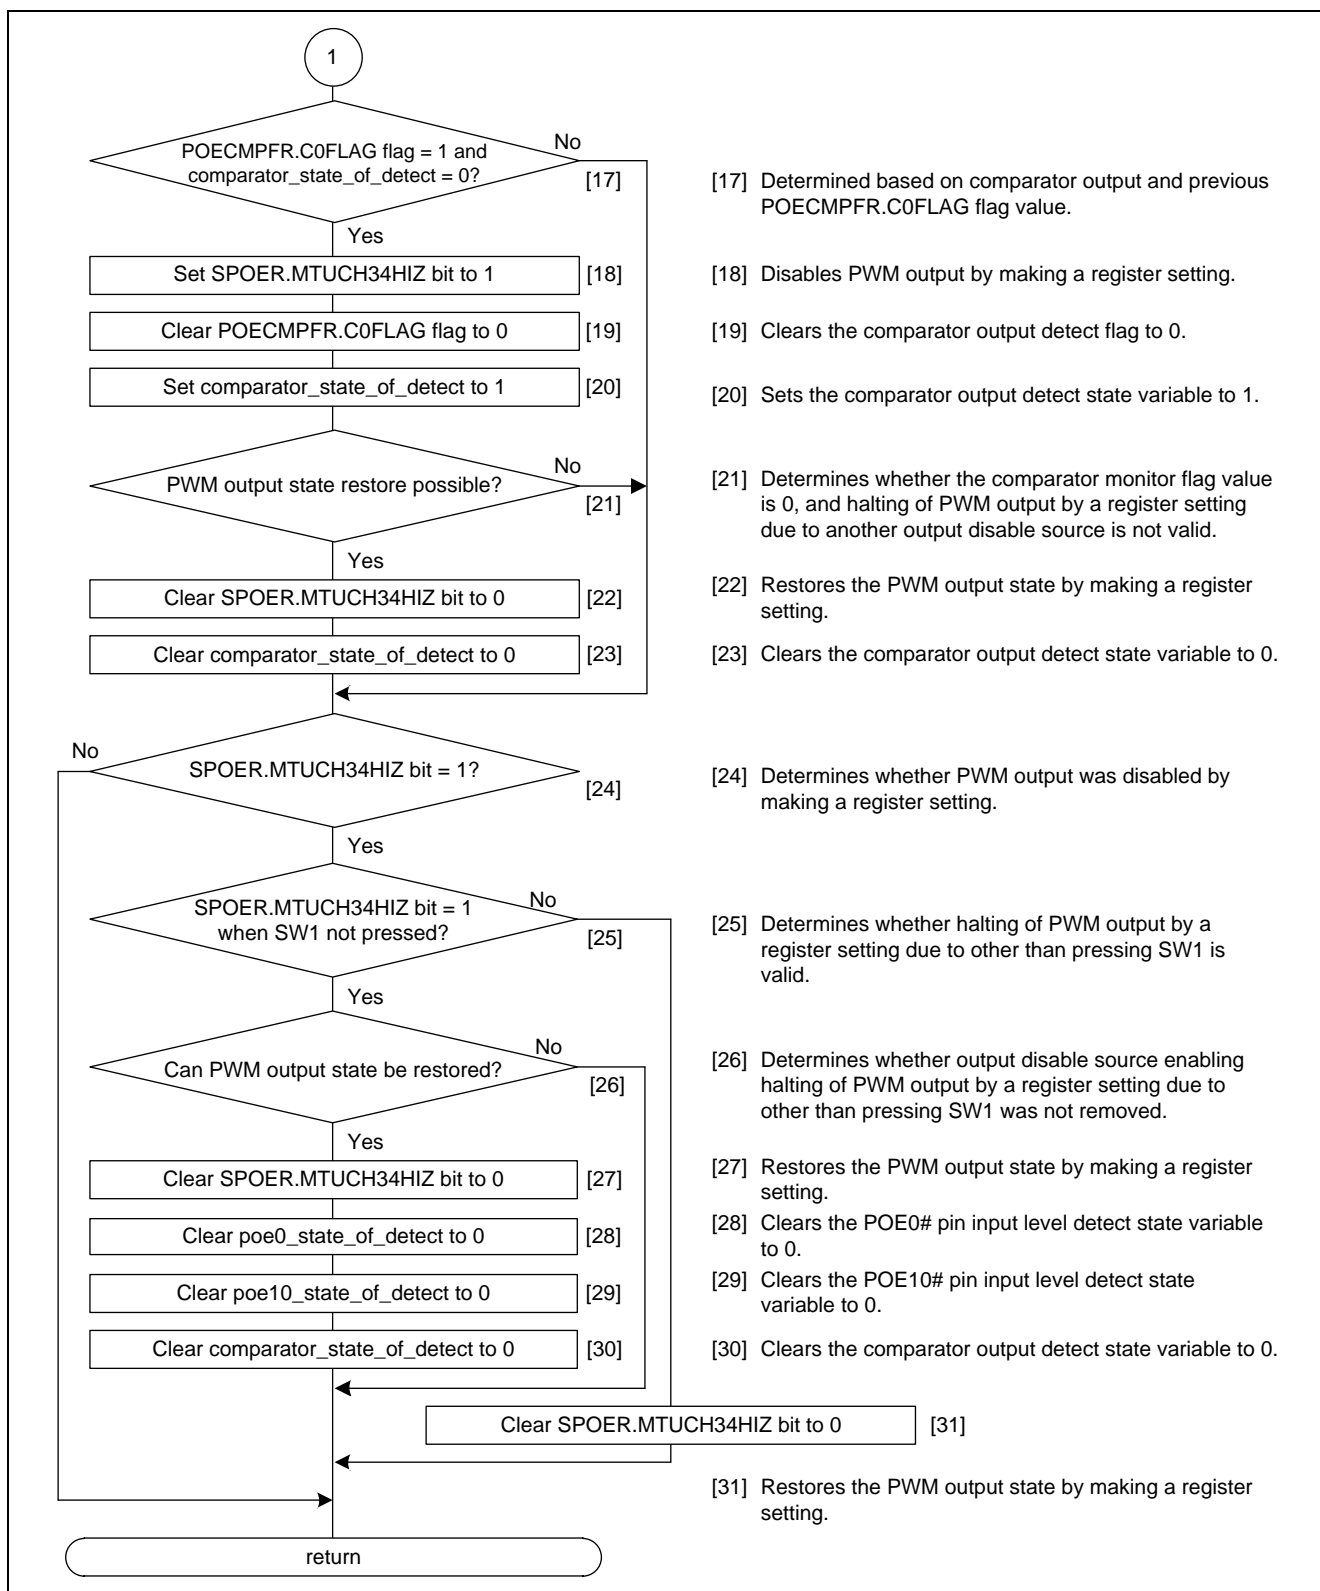 1
POECMPFR.C0FLAG flag = 1 and
comparator_state_of_detect = 0?
No
[17]
Yes
[17] Determined based on comparator output and previous
POECMPFR.C0FLAG flag value.
Set SPOER.MTUCH34HIZ bit to 1
[18]
[18] Disables PWM output by making a register setting.
Clear POECMPFR.C0FLAG flag to 0
[19]
[19] Clears the comparator output detect flag to 0.
Set comparator_state_of_detect to 1
[20]
[20] Sets the comparator output detect state variable to 1.
PWM output state restore possible?
No
[21]
Yes
[21] Determines whether the comparator monitor flag value
is 0, and halting of PWM output by a register setting
due to another output disable source is not valid.
Clear SPOER.MTUCH34HIZ bit to 0
[22]
[22] Restores the PWM output state by making a register
setting.
Clear comparator_state_of_detect to 0
[23]
[23] Clears the comparator output detect state variable to 0.
No
SPOER.MTUCH34HIZ bit = 1?
[24]
Yes
[24] Determines whether PWM output was disabled by
making a register setting.
SPOER.MTUCH34HIZ bit = 1
when SW1 not pressed?
No
[25]
Yes
[25] Determines whether halting of PWM output by a
register setting due to other than pressing SW1 is
valid.
Can PWM output state be restored?
No
[26]
Yes
[26] Determines whether output disable source enabling
halting of PWM output by a register setting due to
other than pressing SW1 was not removed.
Clear SPOER.MTUCH34HIZ bit to 0
[27]
[27] Restores the PWM output state by making a register
setting.
Clear poe0_state_of_detect to 0
[28]
[28] Clears the POE0# pin input level detect state variable
to 0.
Clear poe10_state_of_detect to 0
[29]
[29] Clears the POE10# pin input level detect state
variable to 0.
Clear comparator_state_of_detect to 0
[30]
[30] Clears the comparator output detect state variable to 0.
Clear SPOER.MTUCH34HIZ bit to 0
[31]
[31] Restores the PWM output state by making a register
setting.
return